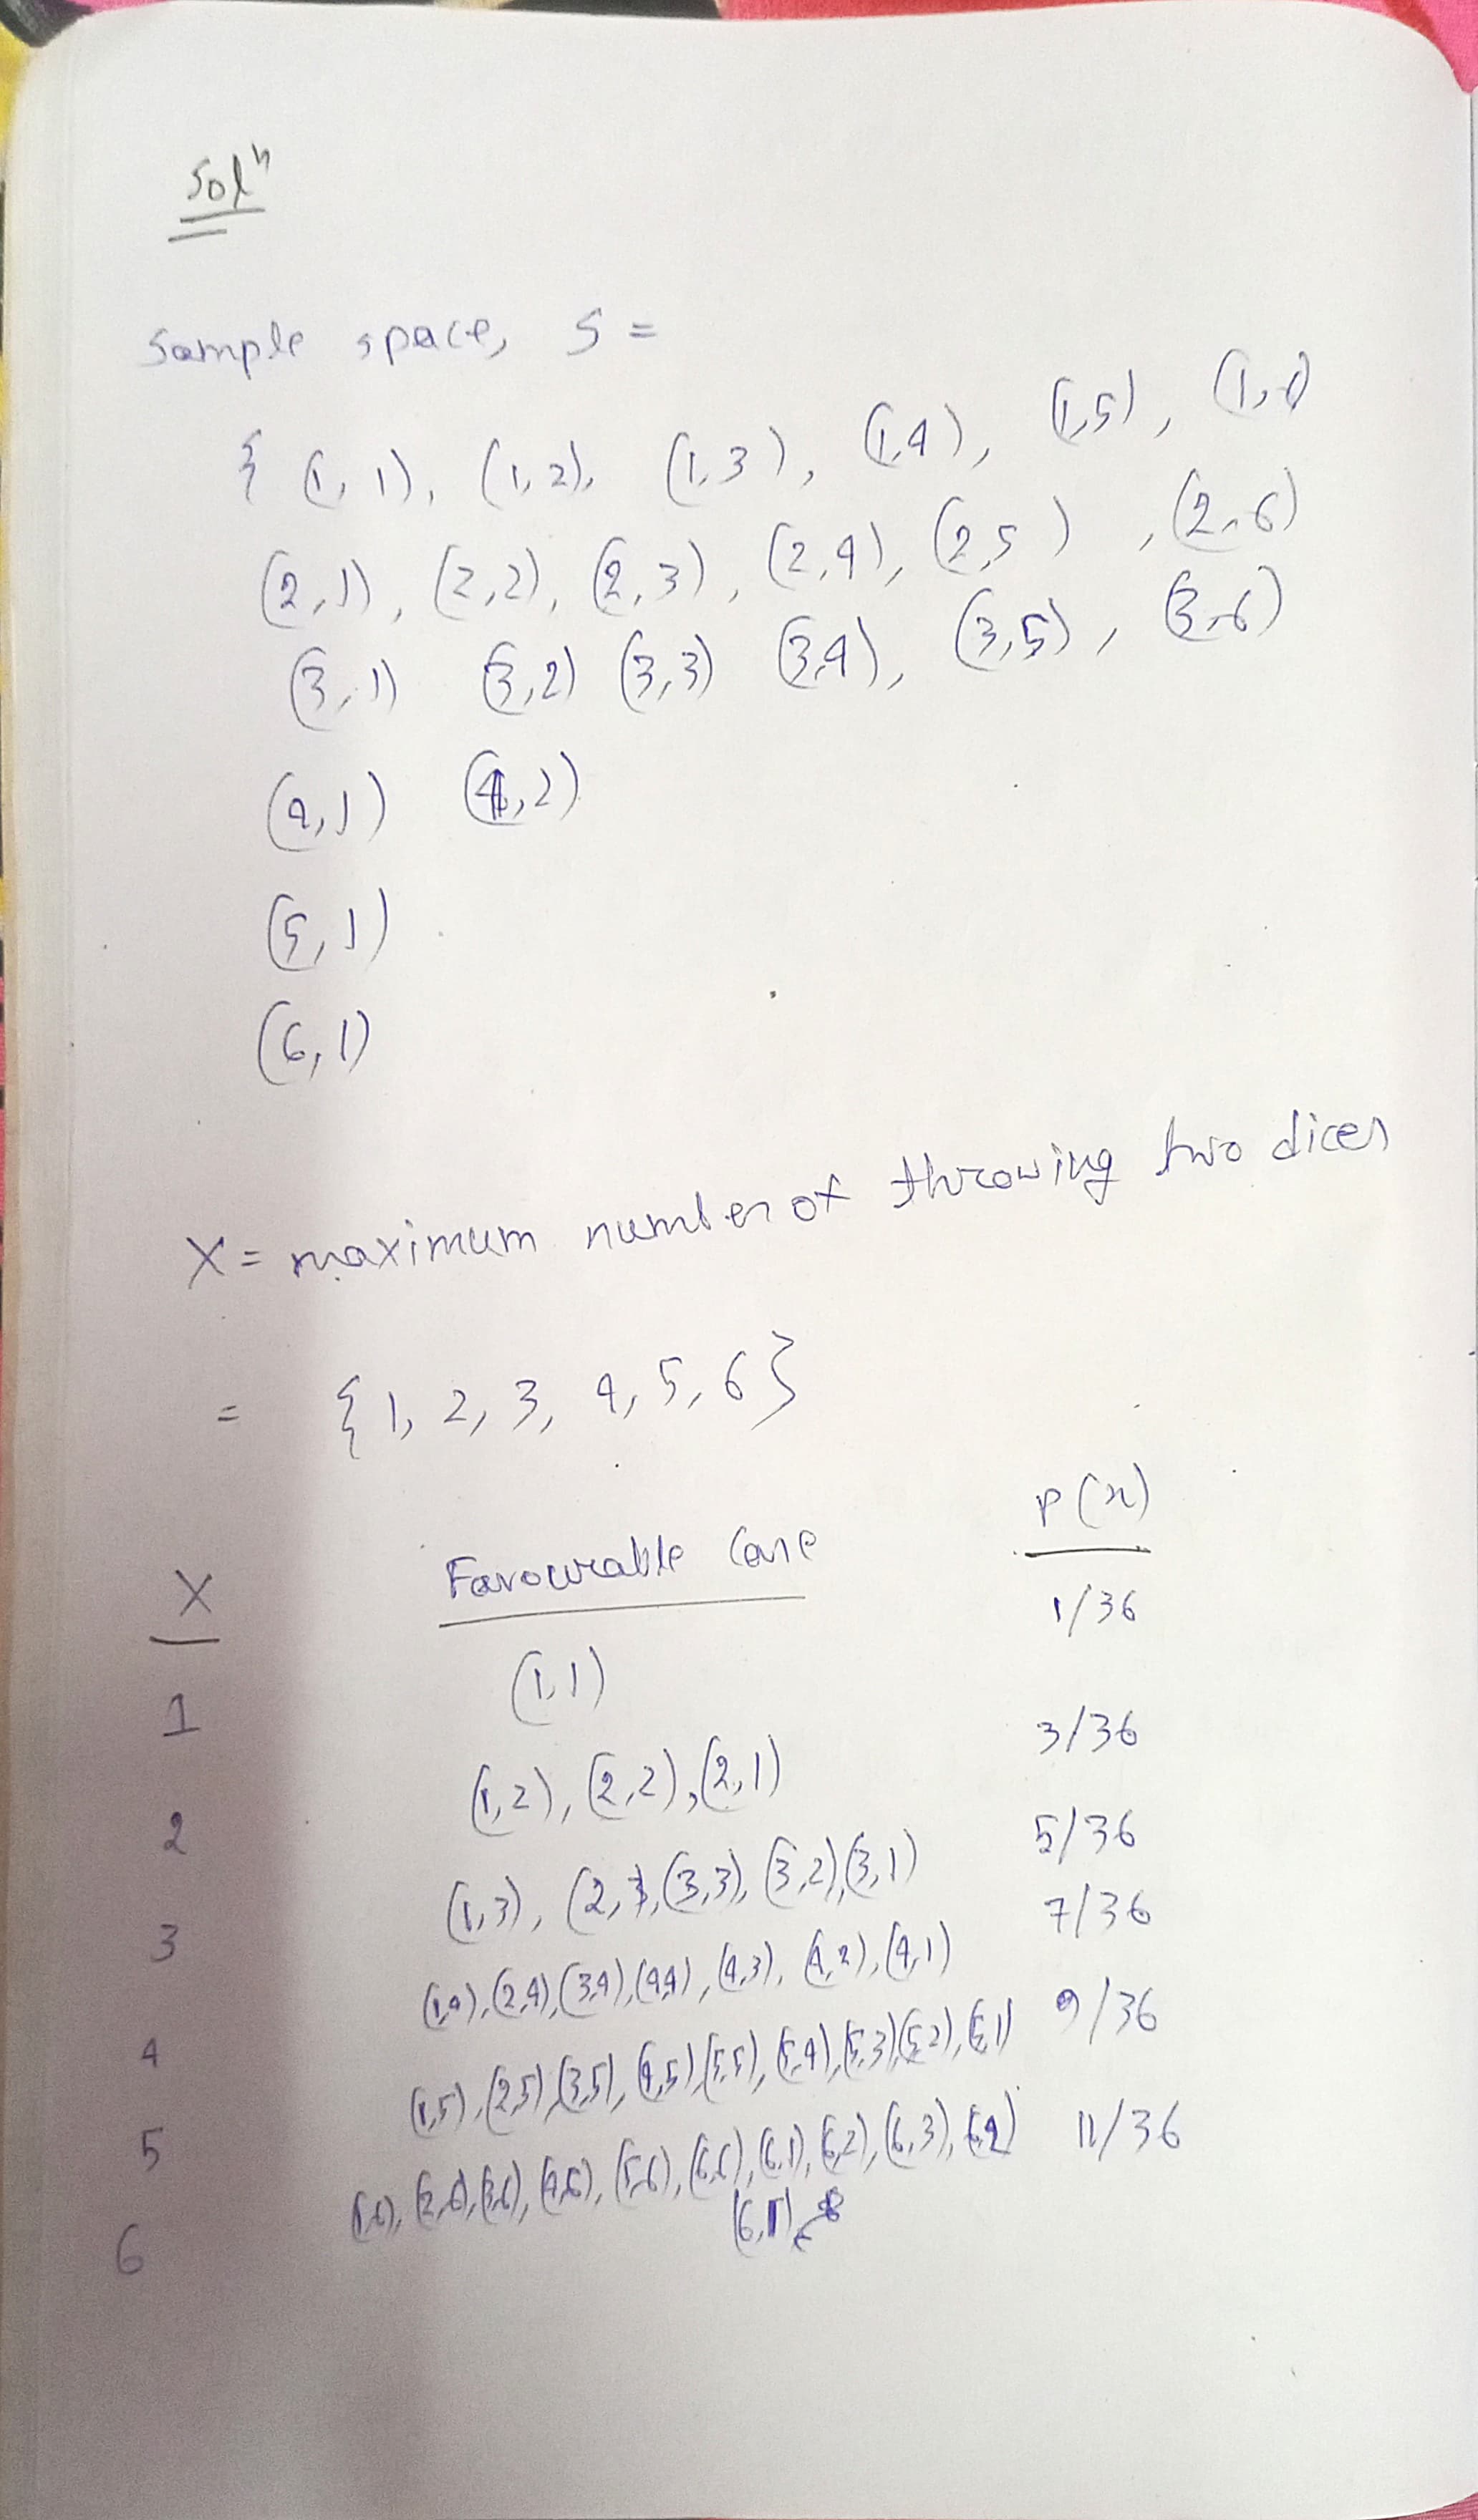 Solⁿ
Sample space, S =
{ (1, 1), (1, 2), (1, 3), (1, 4), (1, 5), (1, 6)
(2, 1), (2, 2), (2, 3), (2, 4), (2, 5), (2, 6)
(3, 1) (3, 2) (3, 3) (3, 4), (3, 5), (3, 6)
(4, 1) (4, 2)
(5, 1)
(6, 1)
X = maximum number of throwing two dices
= { 1, 2, 3, 4, 5, 6 }
X Favourable Case P(x)
1 (1, 1) 1/36
2 (1, 2), (2, 2), (2, 1) 3/36
3 (1, 3), (2, 3, (3, 3), (3, 2), (3, 1) 5/36
4 (1,4), (2,4), (3,4), (4,4), (4,3), (4,2), (4,1) 7/36
5 (1,5), (2,5), (3,5), (4,5), (5,5), (5,4), (5,3), (5,2), (5,1) 9/36
6 (1,6), (2,6), (3,6), (4,6), (5,6), (6,6), (6,1), (6,2), (6,3), (6,4) 11/36